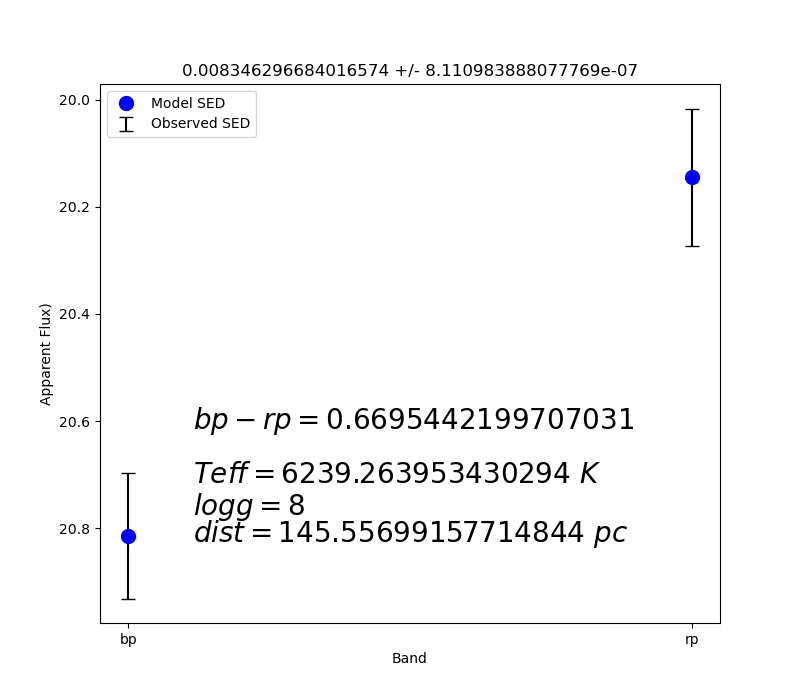 0.008346296684016574 +/- 8.110983888077769e-07
Model SED
Observed SED
20.0
20.2
20.4
20.6
20.8
Apparent Flux)
bp − rp = 0.6695442199707031
Teff = 6239.263953430294 K
logg = 8
dist = 145.55699157714844 pc
bp
rp
Band